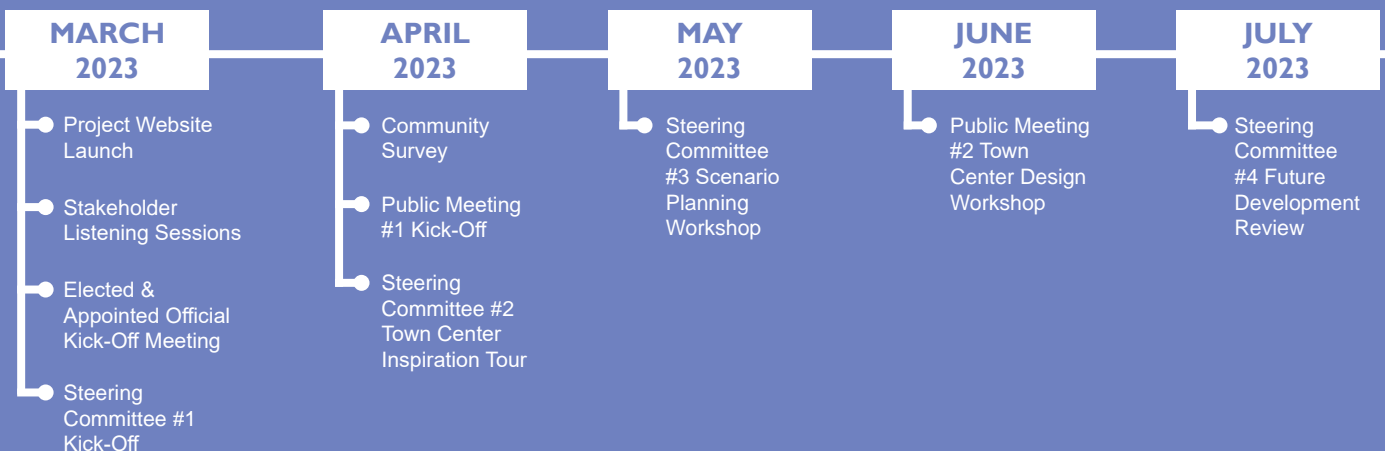 MARCH
2023
Project Website
Launch
Stakeholder
Listening Sessions
Elected &
Appointed Official
Kick-Off Meeting
Steering
Committee #1
Kick-Off
APRIL
2023
Community
Survey
Public Meeting
#1 Kick-Off
Steering
Committee #2
Town Center
Inspiration Tour
MAY
2023
Steering
Committee
#3 Scenario
Planning
Workshop
JUNE
2023
Public Meeting
#2 Town
Center Design
Workshop
JULY
2023
Steering
Committee
#4 Future
Development
Review